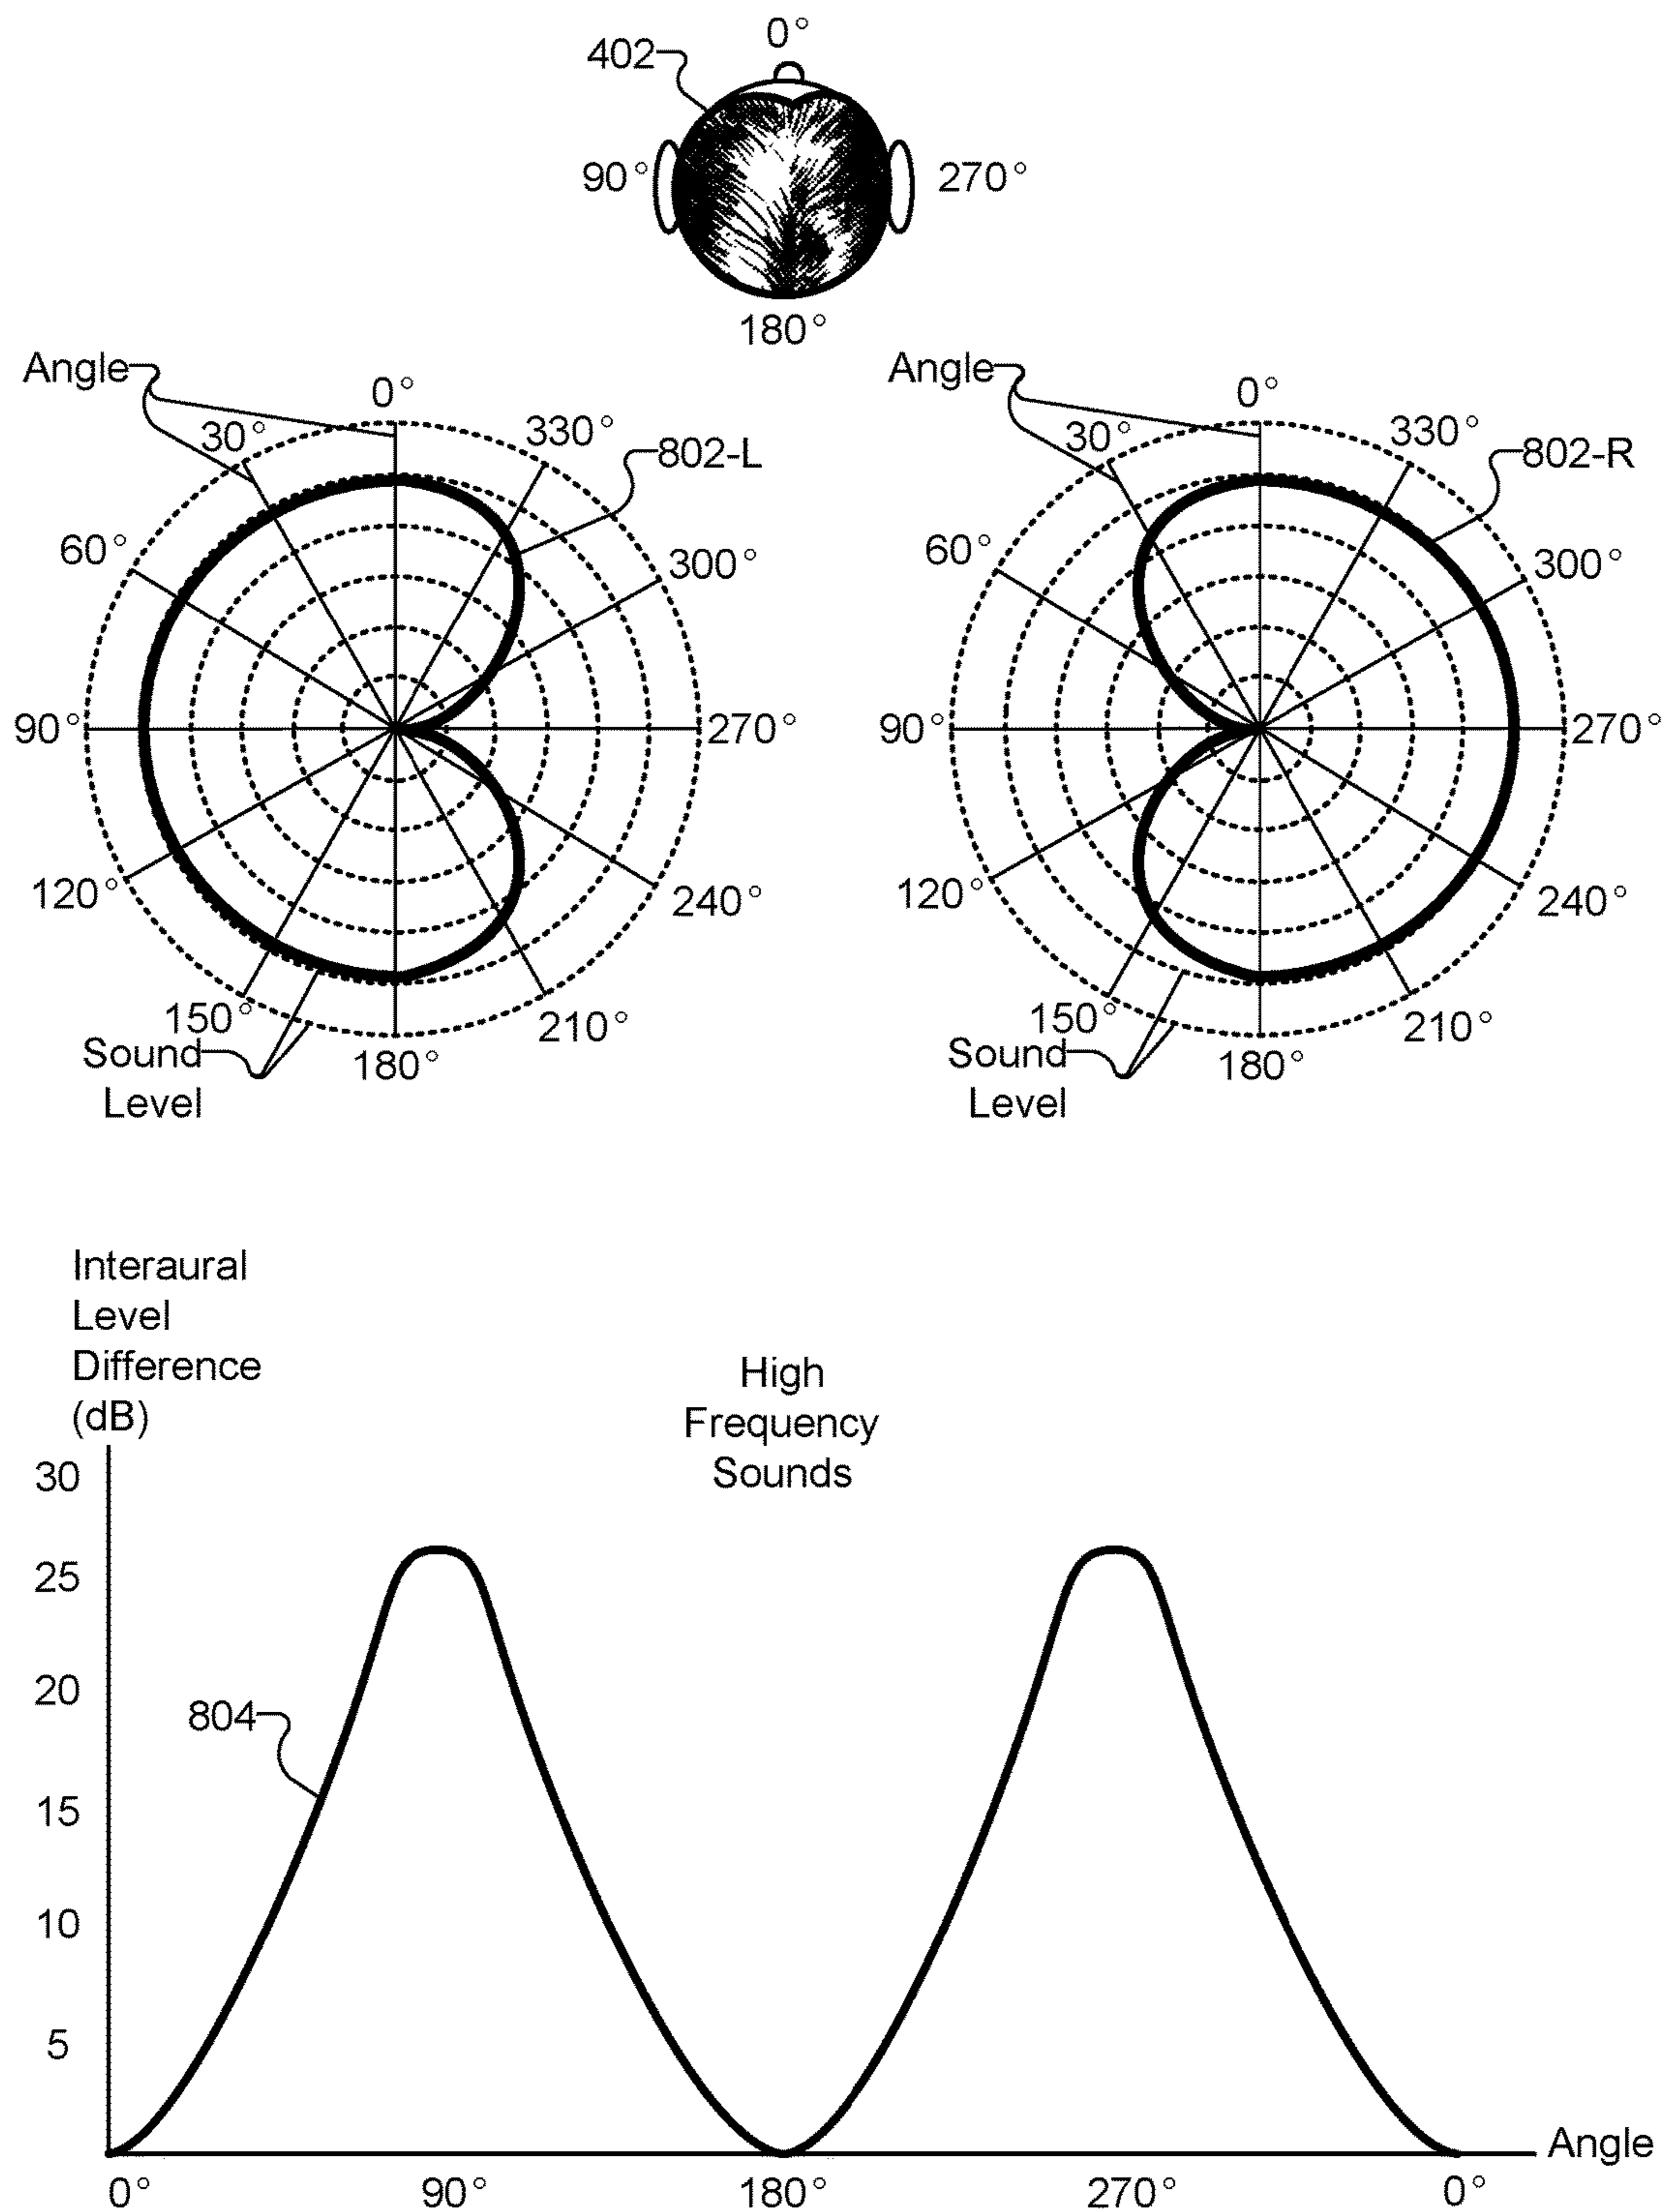 0°
402
90°
270°
180°
Angle
0°
30°
330°
802-L
60°
300°
90°
270°
120°
240°
150°
210°
180°
Sound
Level
Angle
0°
30°
330°
802-R
60°
300°
90°
270°
120°
240°
150°
210°
180°
Sound
Level
Interaural
Level
Difference
(dB)
High
Frequency
Sounds
30
25
20
804
15
10
5
Angle
0°
90°
180°
270°
0°